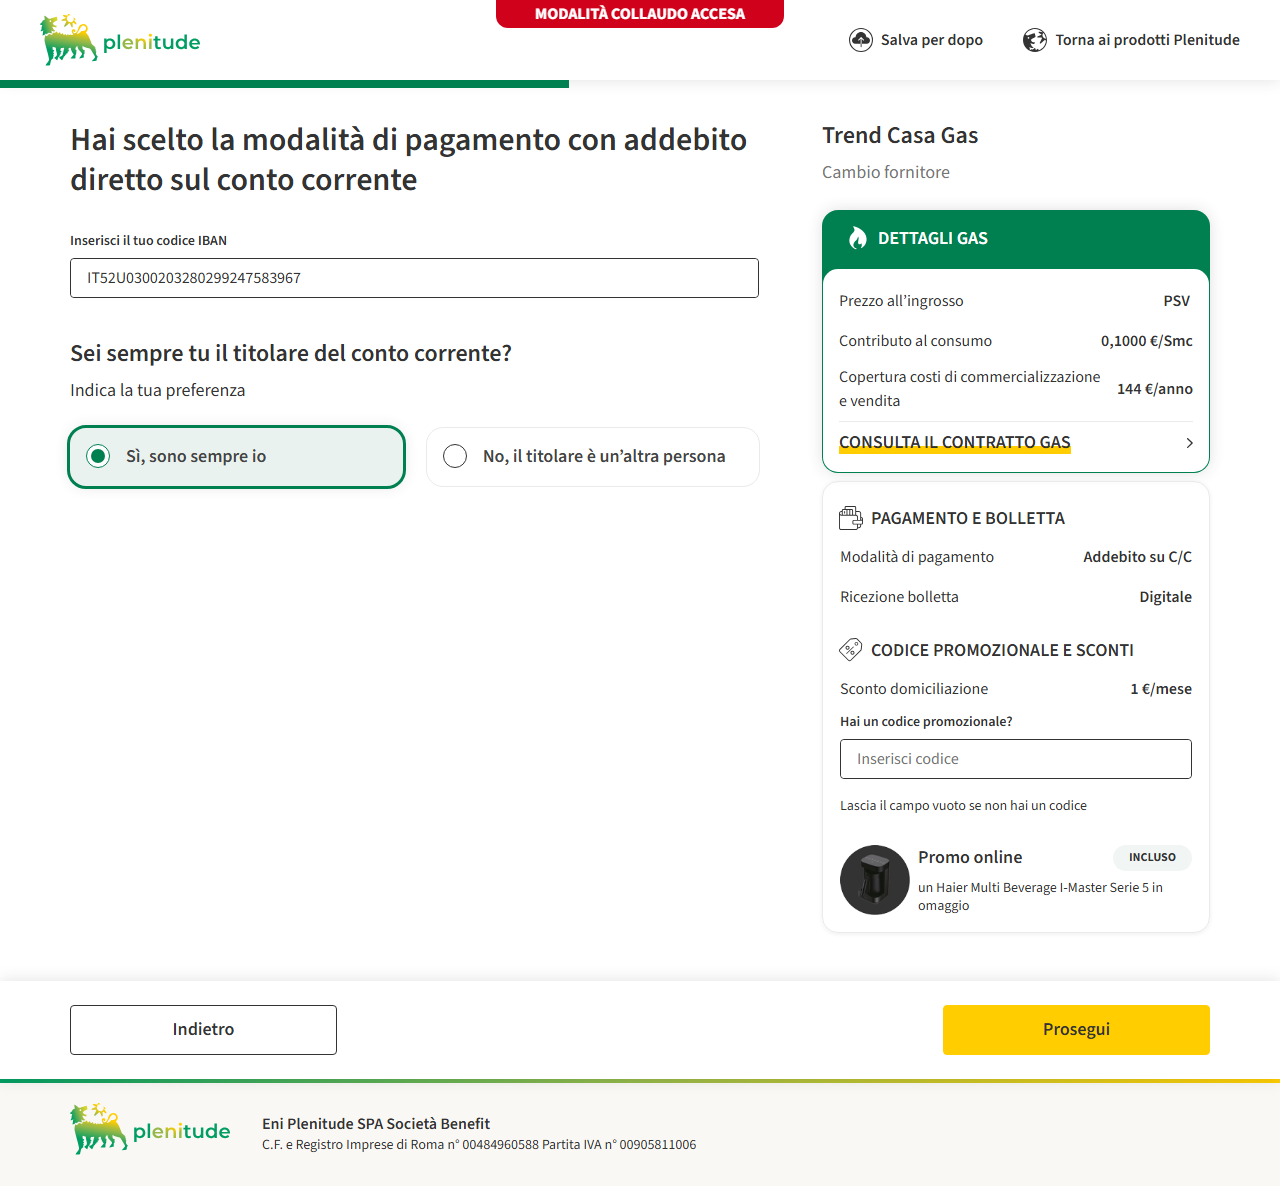 MODALITÀ COLLAUDO ACCESA
plenitude
Salva per dopo
Torna ai prodotti Plenitude
Hai scelto la modalità di pagamento con addebito
diretto sul conto corrente
Inserisci il tuo codice IBAN
IT52U0300203280299247583967
Sei sempre tu il titolare del conto corrente?
Indica la tua preferenza
Sì, sono sempre io
No, il titolare è un’altra persona
Trend Casa Gas
Cambio fornitore
DETTAGLI GAS
Prezzo all’ingrosso PSV
Contributo al consumo 0,1000 €/Smc
Copertura costi di commercializzazione
e vendita 144 €/anno
CONSULTA IL CONTRATTO GAS
PAGAMENTO E BOLLETTA
Modalità di pagamento Addebito su C/C
Ricezione bolletta Digitale
CODICE PROMOZIONALE E SCONTI
Sconto domiciliazione 1 €/mese
Hai un codice promozionale?
Inserisci codice
Lascia il campo vuoto se non hai un codice
Promo online INCLUSO
un Haier Multi Beverage I-Master Serie 5 in
omaggio
Indietro
Prosegui
plenitude
Eni Plenitude SPA Società Benefit
C.F. e Registro Imprese di Roma n° 00484960588 Partita IVA n° 00905811006